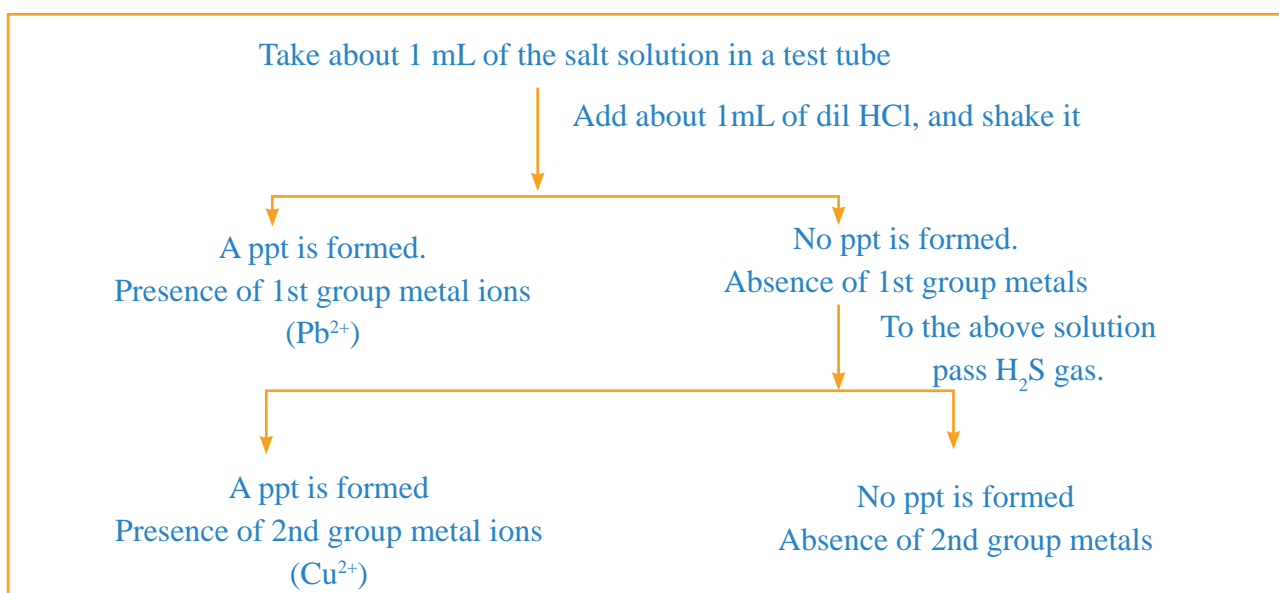 Take about 1 mL of the salt solution in a test tube
Add about 1mL of dil HCl, and shake it
A ppt is formed.
Presence of 1st group metal ions
(Pb²⁺)
No ppt is formed.
Absence of 1st group metals
To the above solution
pass H₂S gas.
A ppt is formed
Presence of 2nd group metal ions
(Cu²⁺)
No ppt is formed
Absence of 2nd group metals